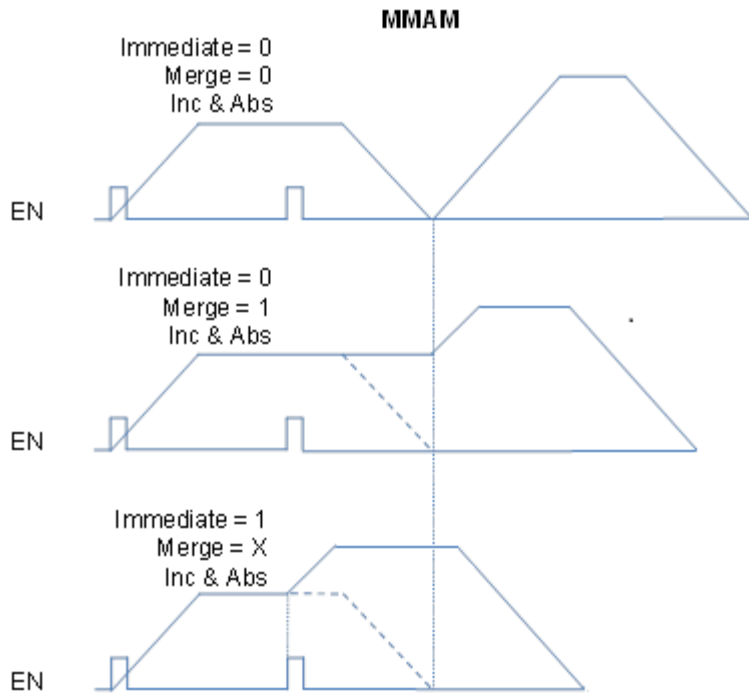 MMAM
Immediate = 0
Merge = 0
Inc & Abs
EN
Immediate = 0
Merge = 1
Inc & Abs
EN
Immediate = 1
Merge = X
Inc & Abs
EN